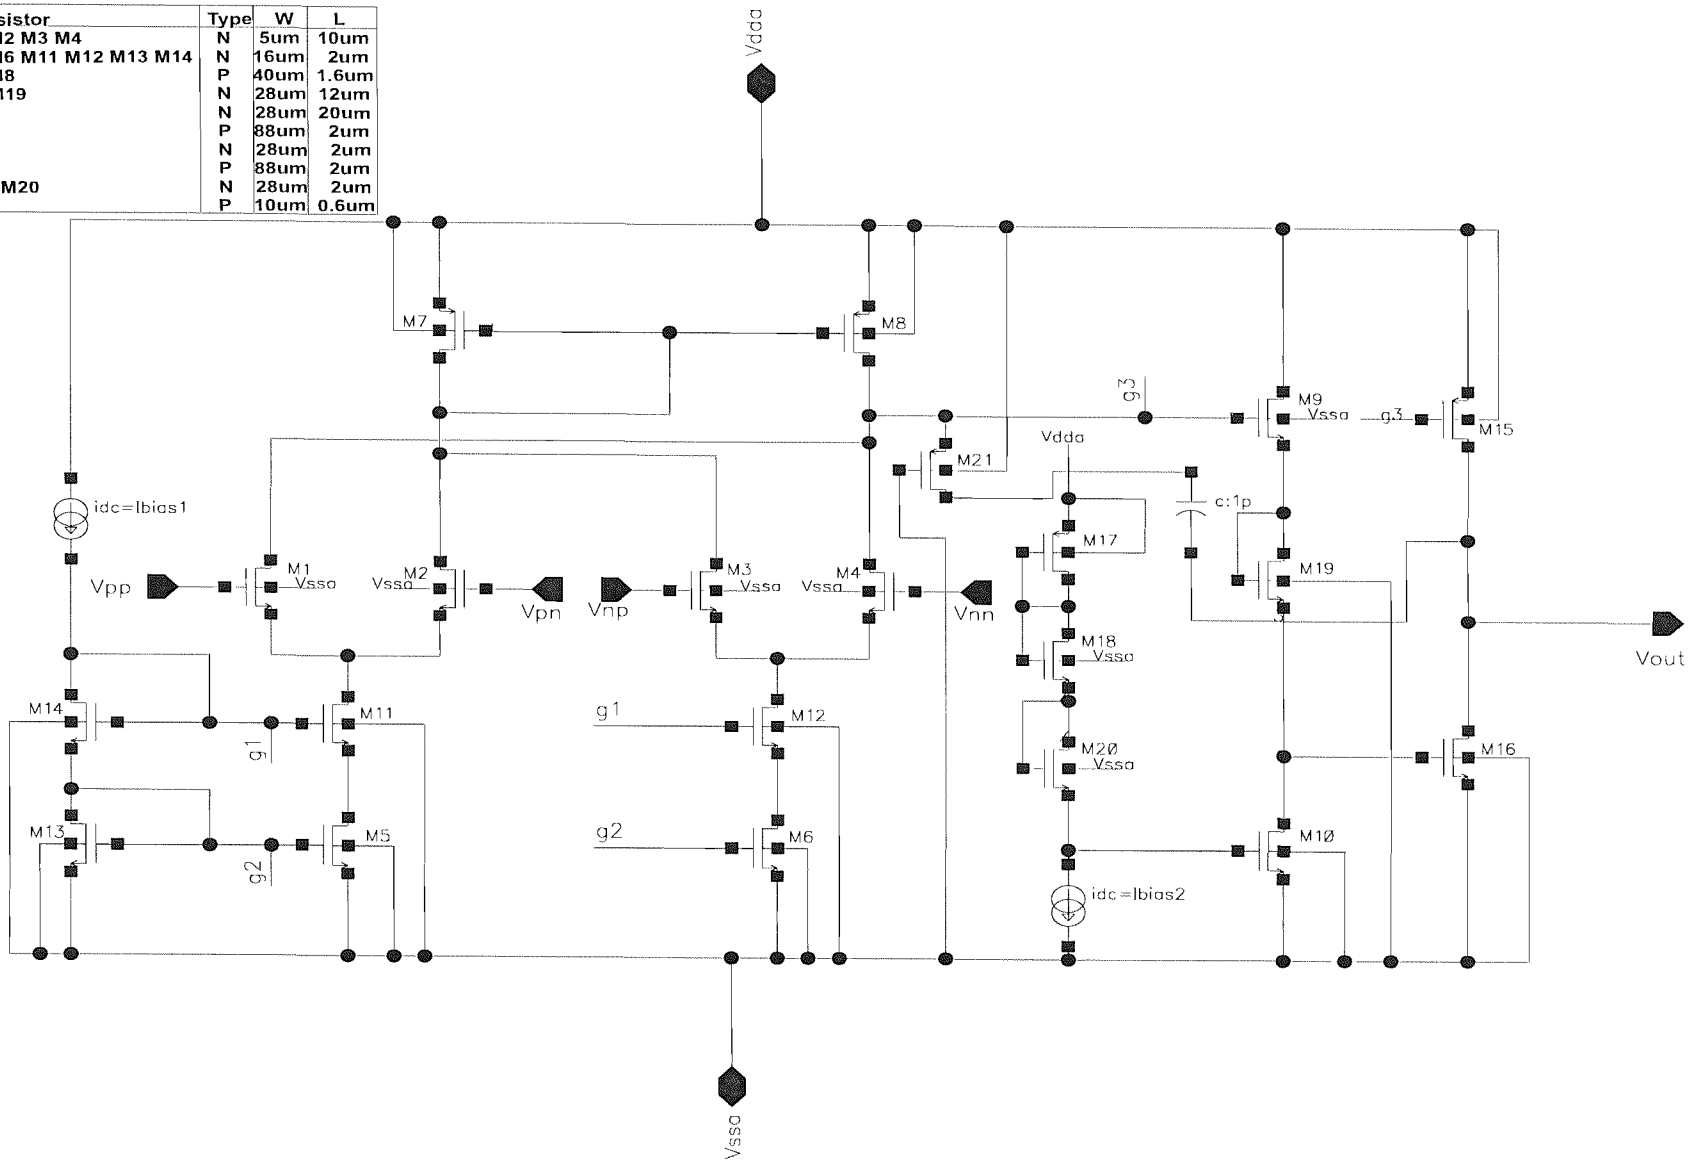 sistor Type W L
M2 M3 M4 N 5um 10um
M6 M11 M12 M13 M14 N 16um 2um
M8 P 40um 1.6um
M19 N 28um 12um
N 28um 20um
P 88um 2um
N 28um 2um
P 88um 2um
M20 N 28um 2um
P 10um 0.6um
Vdda
M7
M8
g3
M9
Vssa
g3
M15
Vdda
M21
idc=Ibias1
c:1p
M17
Vpp
M1
Vssa
Vssa
M2
Vpn
Vnp
M3
Vssa
Vssa
M4
Vnn
M19
M18
Vssa
Vout
M14
g1
M11
g1
M12
M20
Vssa
M16
M13
g2
M5
g2
M6
M10
idc=Ibias2
Vssa